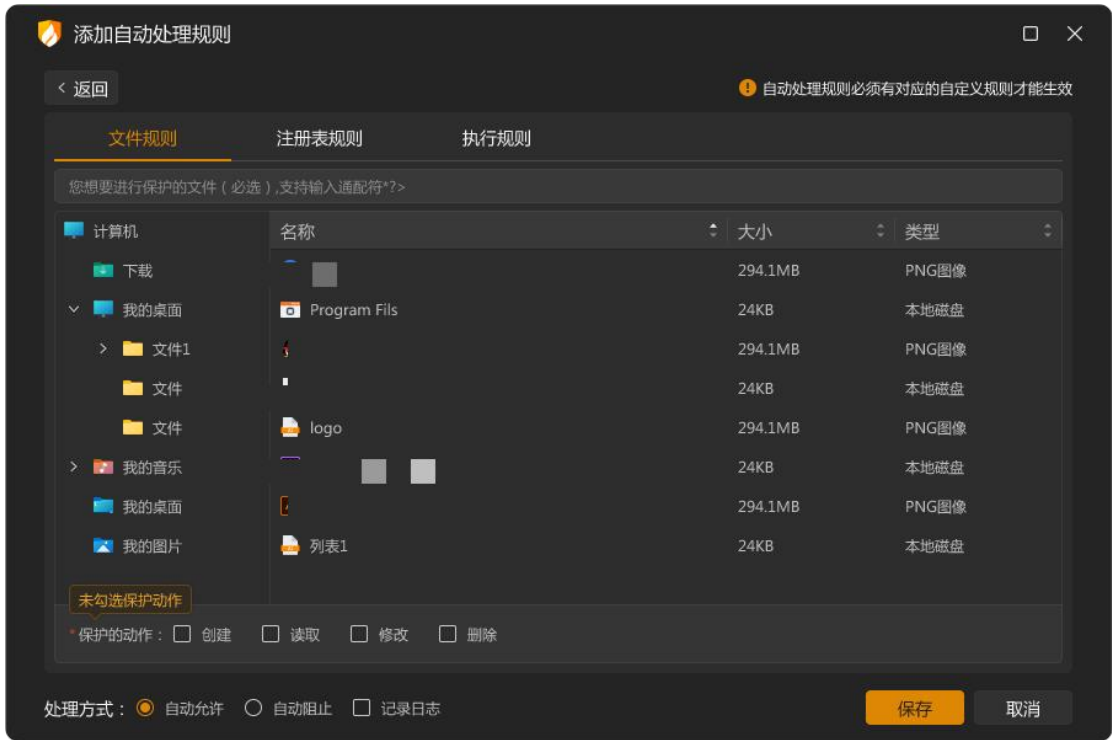 添加自动处理规则
返回
自动处理规则必须有对应的自定义规则才能生效
文件规则 注册表规则 执行规则
您想要进行保护的文件（必选）,支持输入通配符*?>
计算机 名称 大小 类型
下载 294.1MB PNG图像
我的桌面 Program Fils 24KB 本地磁盘
文件1 294.1MB PNG图像
文件 24KB 本地磁盘
文件 logo 294.1MB PNG图像
我的音乐 24KB 本地磁盘
我的桌面 294.1MB PNG图像
我的图片 列表1 24KB 本地磁盘
未勾选保护动作
*保护的动作： 创建 读取 修改 删除
处理方式： 自动允许 自动阻止 记录日志 保存 取消